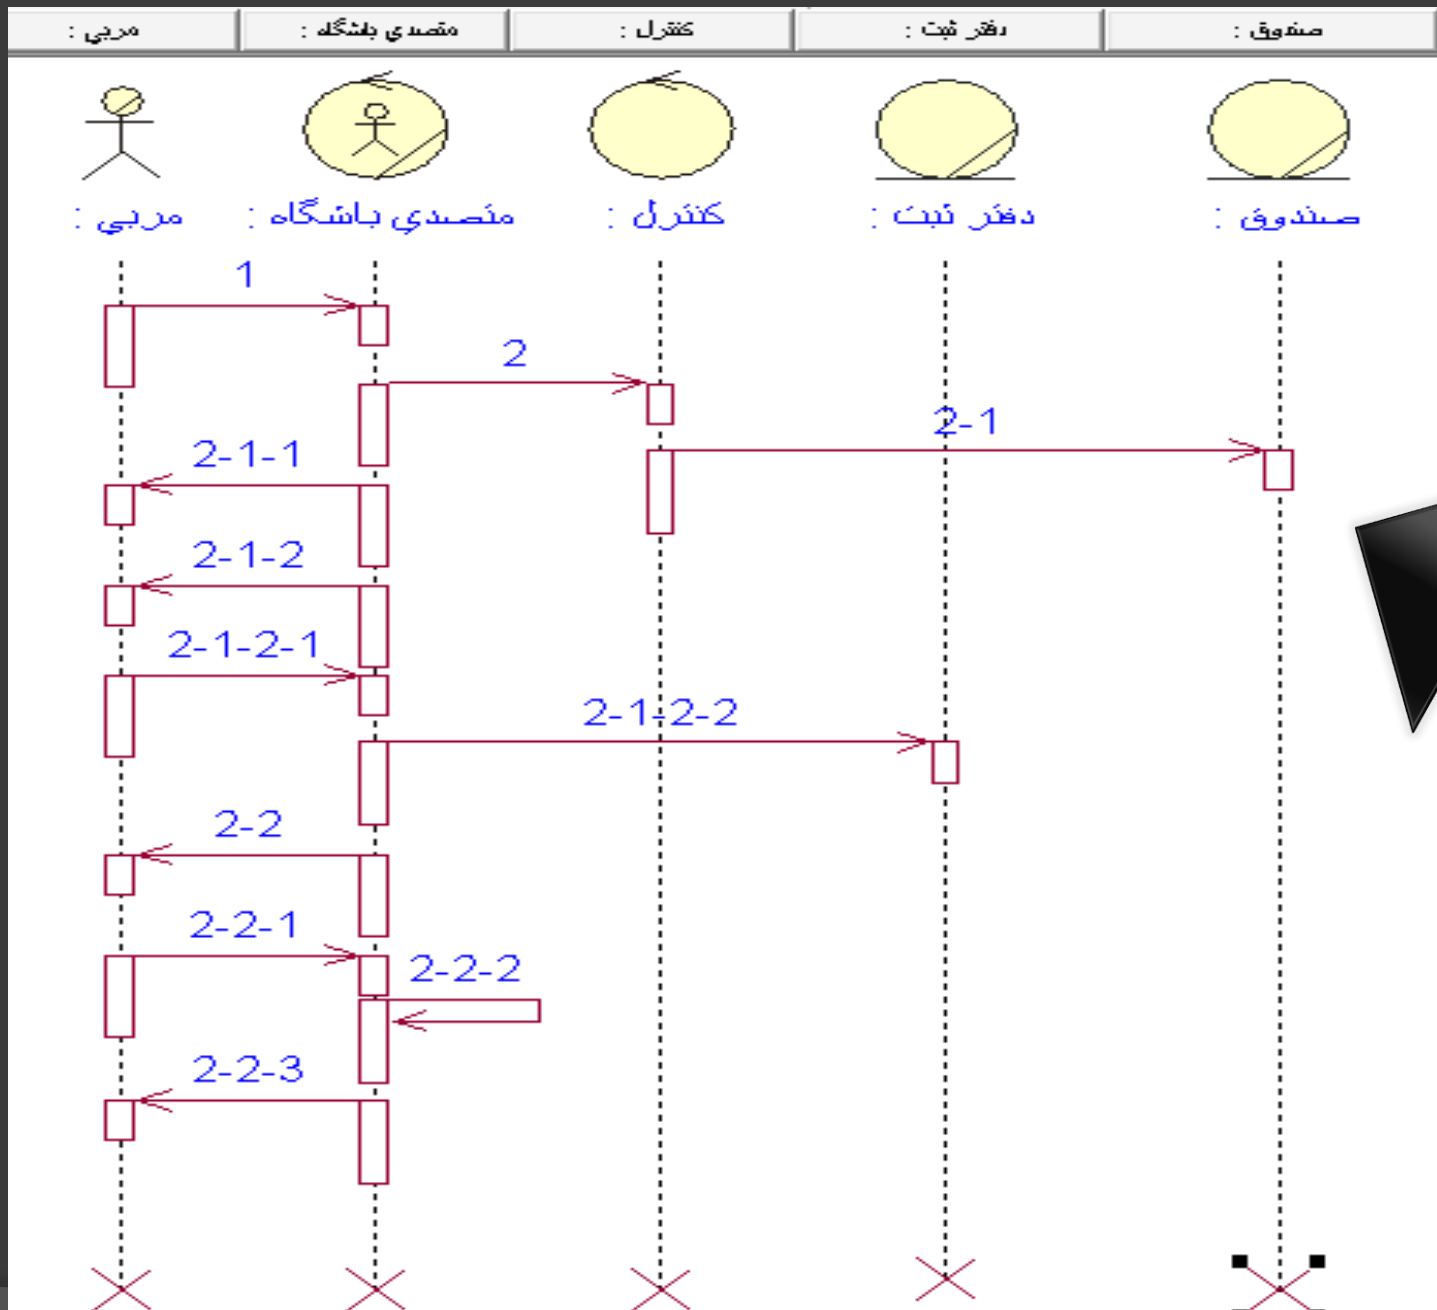 مربي :
متصدي باشگاه :
كنترل :
دفتر ثبت :
صندوق :
مربي :
متصدي باشگاه :
كنترل :
دفتر ثبت :
صندوق :
1
2
2-1
2-1-1
2-1-2
2-1-2-1
2-1-2-2
2-2
2-2-1
2-2-2
2-2-3